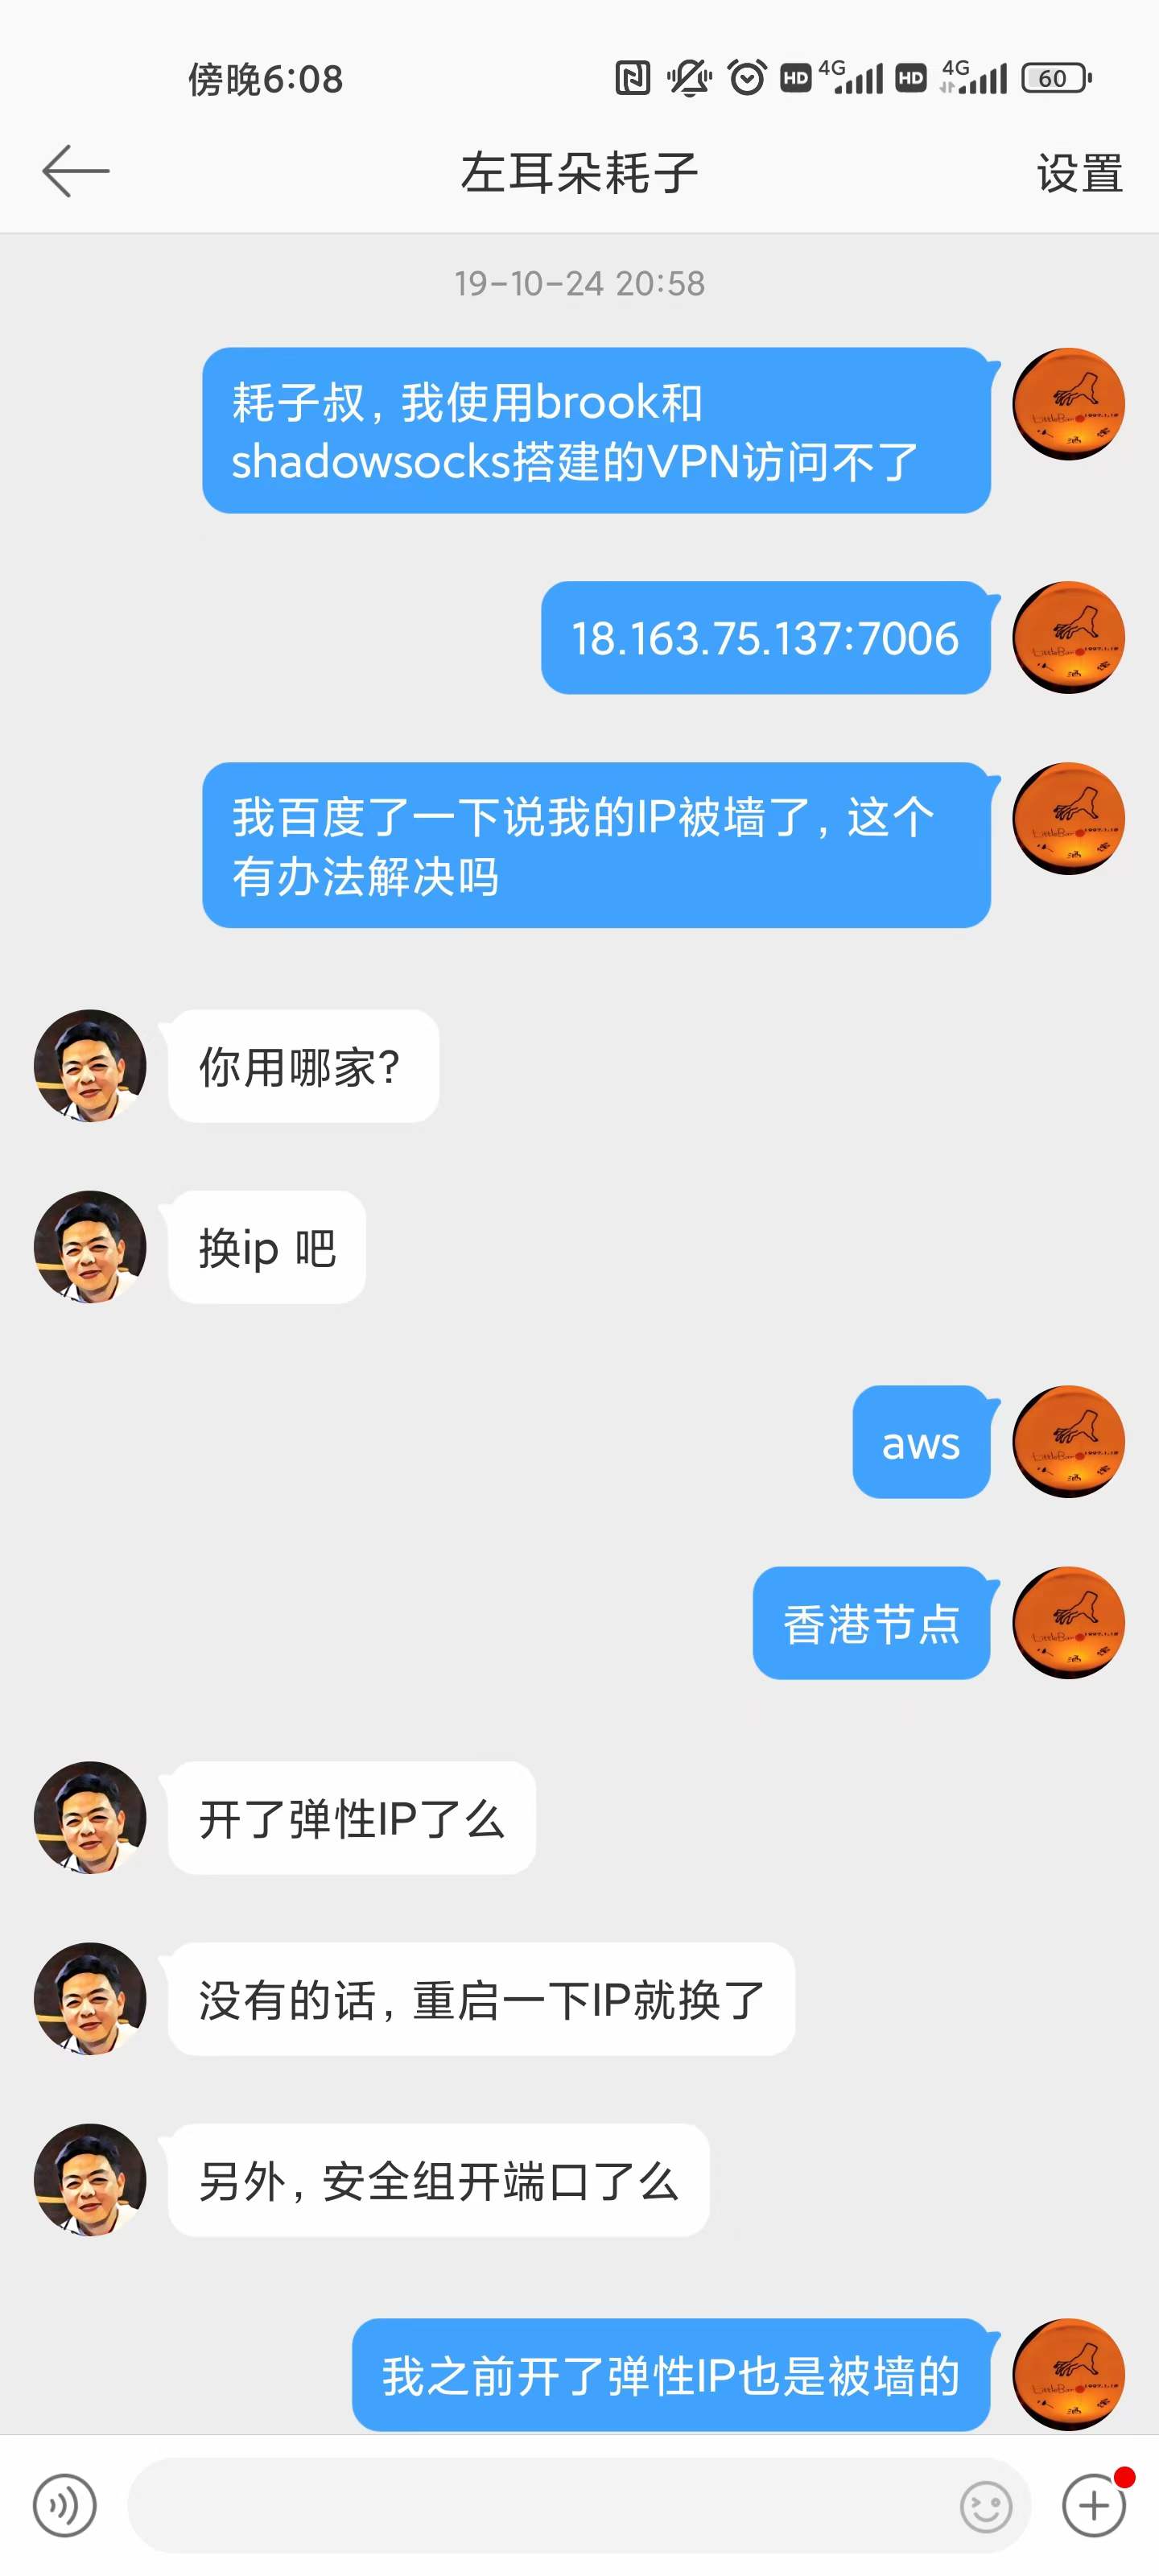 傍晚6:08
HD 4G HD 4G 60
左耳朵耗子
设置
19-10-24 20:58
耗子叔，我使用brook和
shadowsocks搭建的VPN访问不了
18.163.75.137:7006
我百度了一下说我的IP被墙了，这个
有办法解决吗
你用哪家？
换ip 吧
aws
香港节点
开了弹性IP了么
没有的话，重启一下IP就换了
另外，安全组开端口了么
我之前开了弹性IP也是被墙的